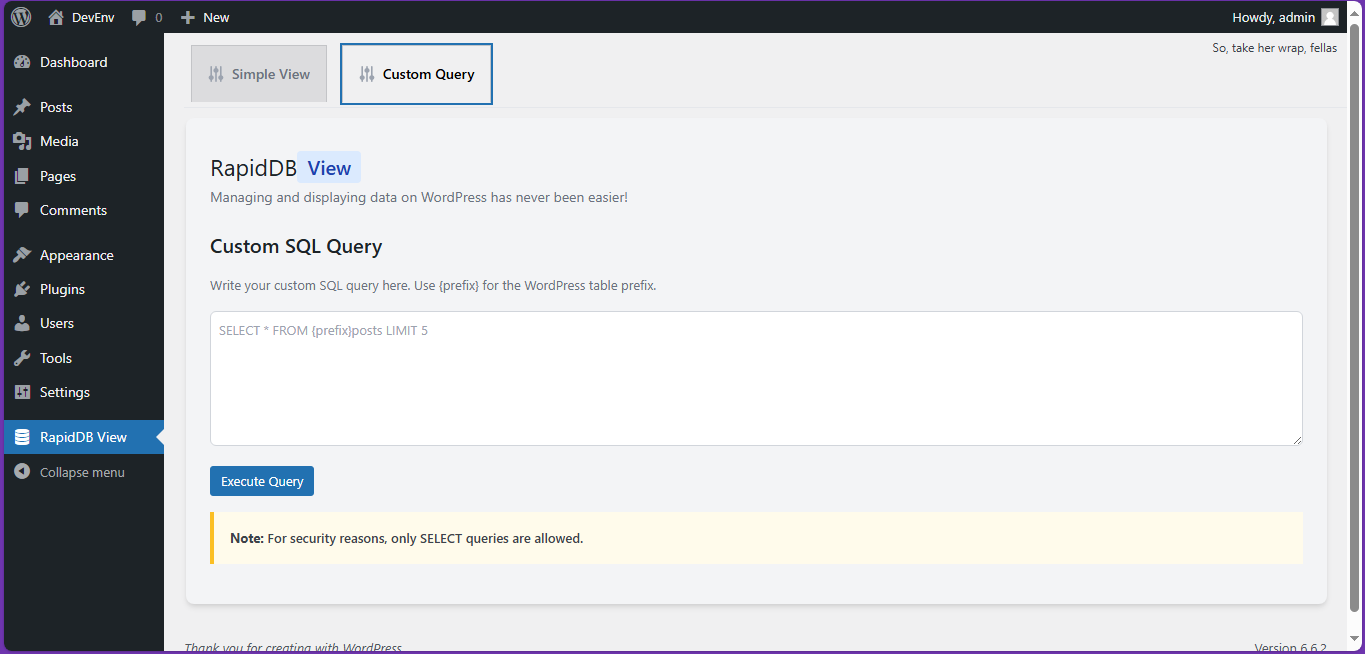 DevEnv 0 New Howdy, admin
So, take her wrap, fellas
Dashboard
Posts
Media
Pages
Comments
Appearance
Plugins
Users
Tools
Settings
RapidDB View
Collapse menu
Simple View Custom Query
RapidDB View
Managing and displaying data on WordPress has never been easier!
Custom SQL Query
Write your custom SQL query here. Use {prefix} for the WordPress table prefix.
SELECT * FROM {prefix}posts LIMIT 5
Execute Query
Note: For security reasons, only SELECT queries are allowed.
Thank you for creating with WordPress. Version 6.6.2